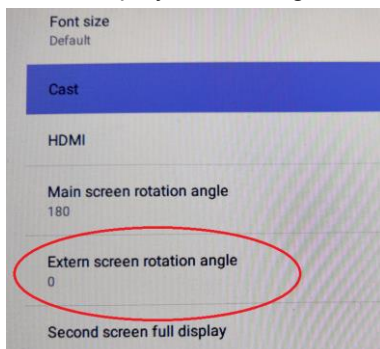 Font size
Default
Cast
HDMI
Main screen rotation angle
180
Extern screen rotation angle
0
Second screen full display